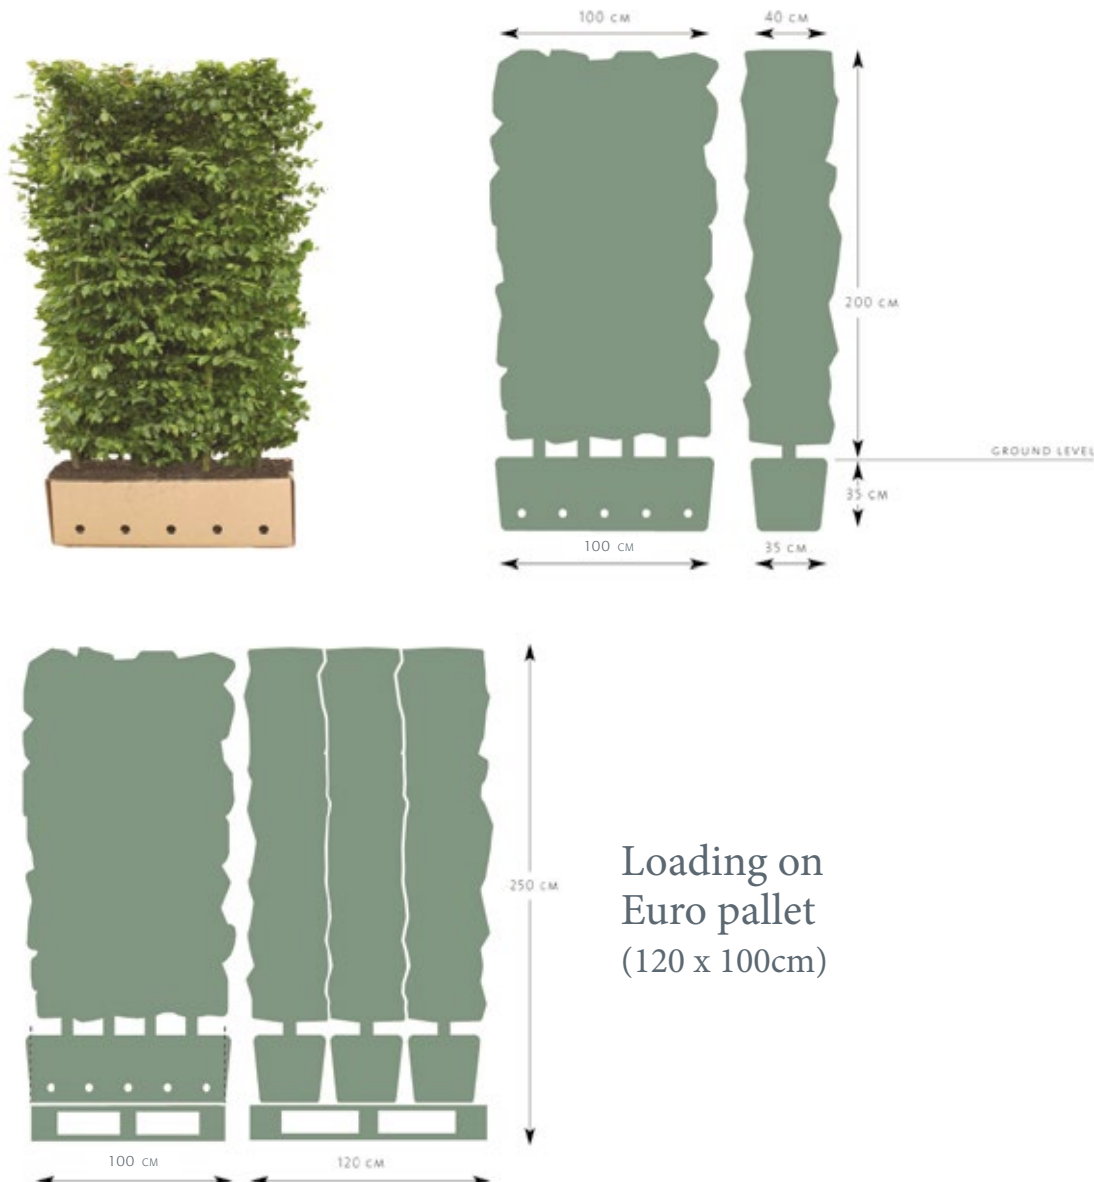 100 CM
40 CM
200 CM
GROUND LEVEL
35 CM
100 CM
35 CM
250 CM
Loading on
Euro pallet
(120 x 100cm)
100 CM
120 CM